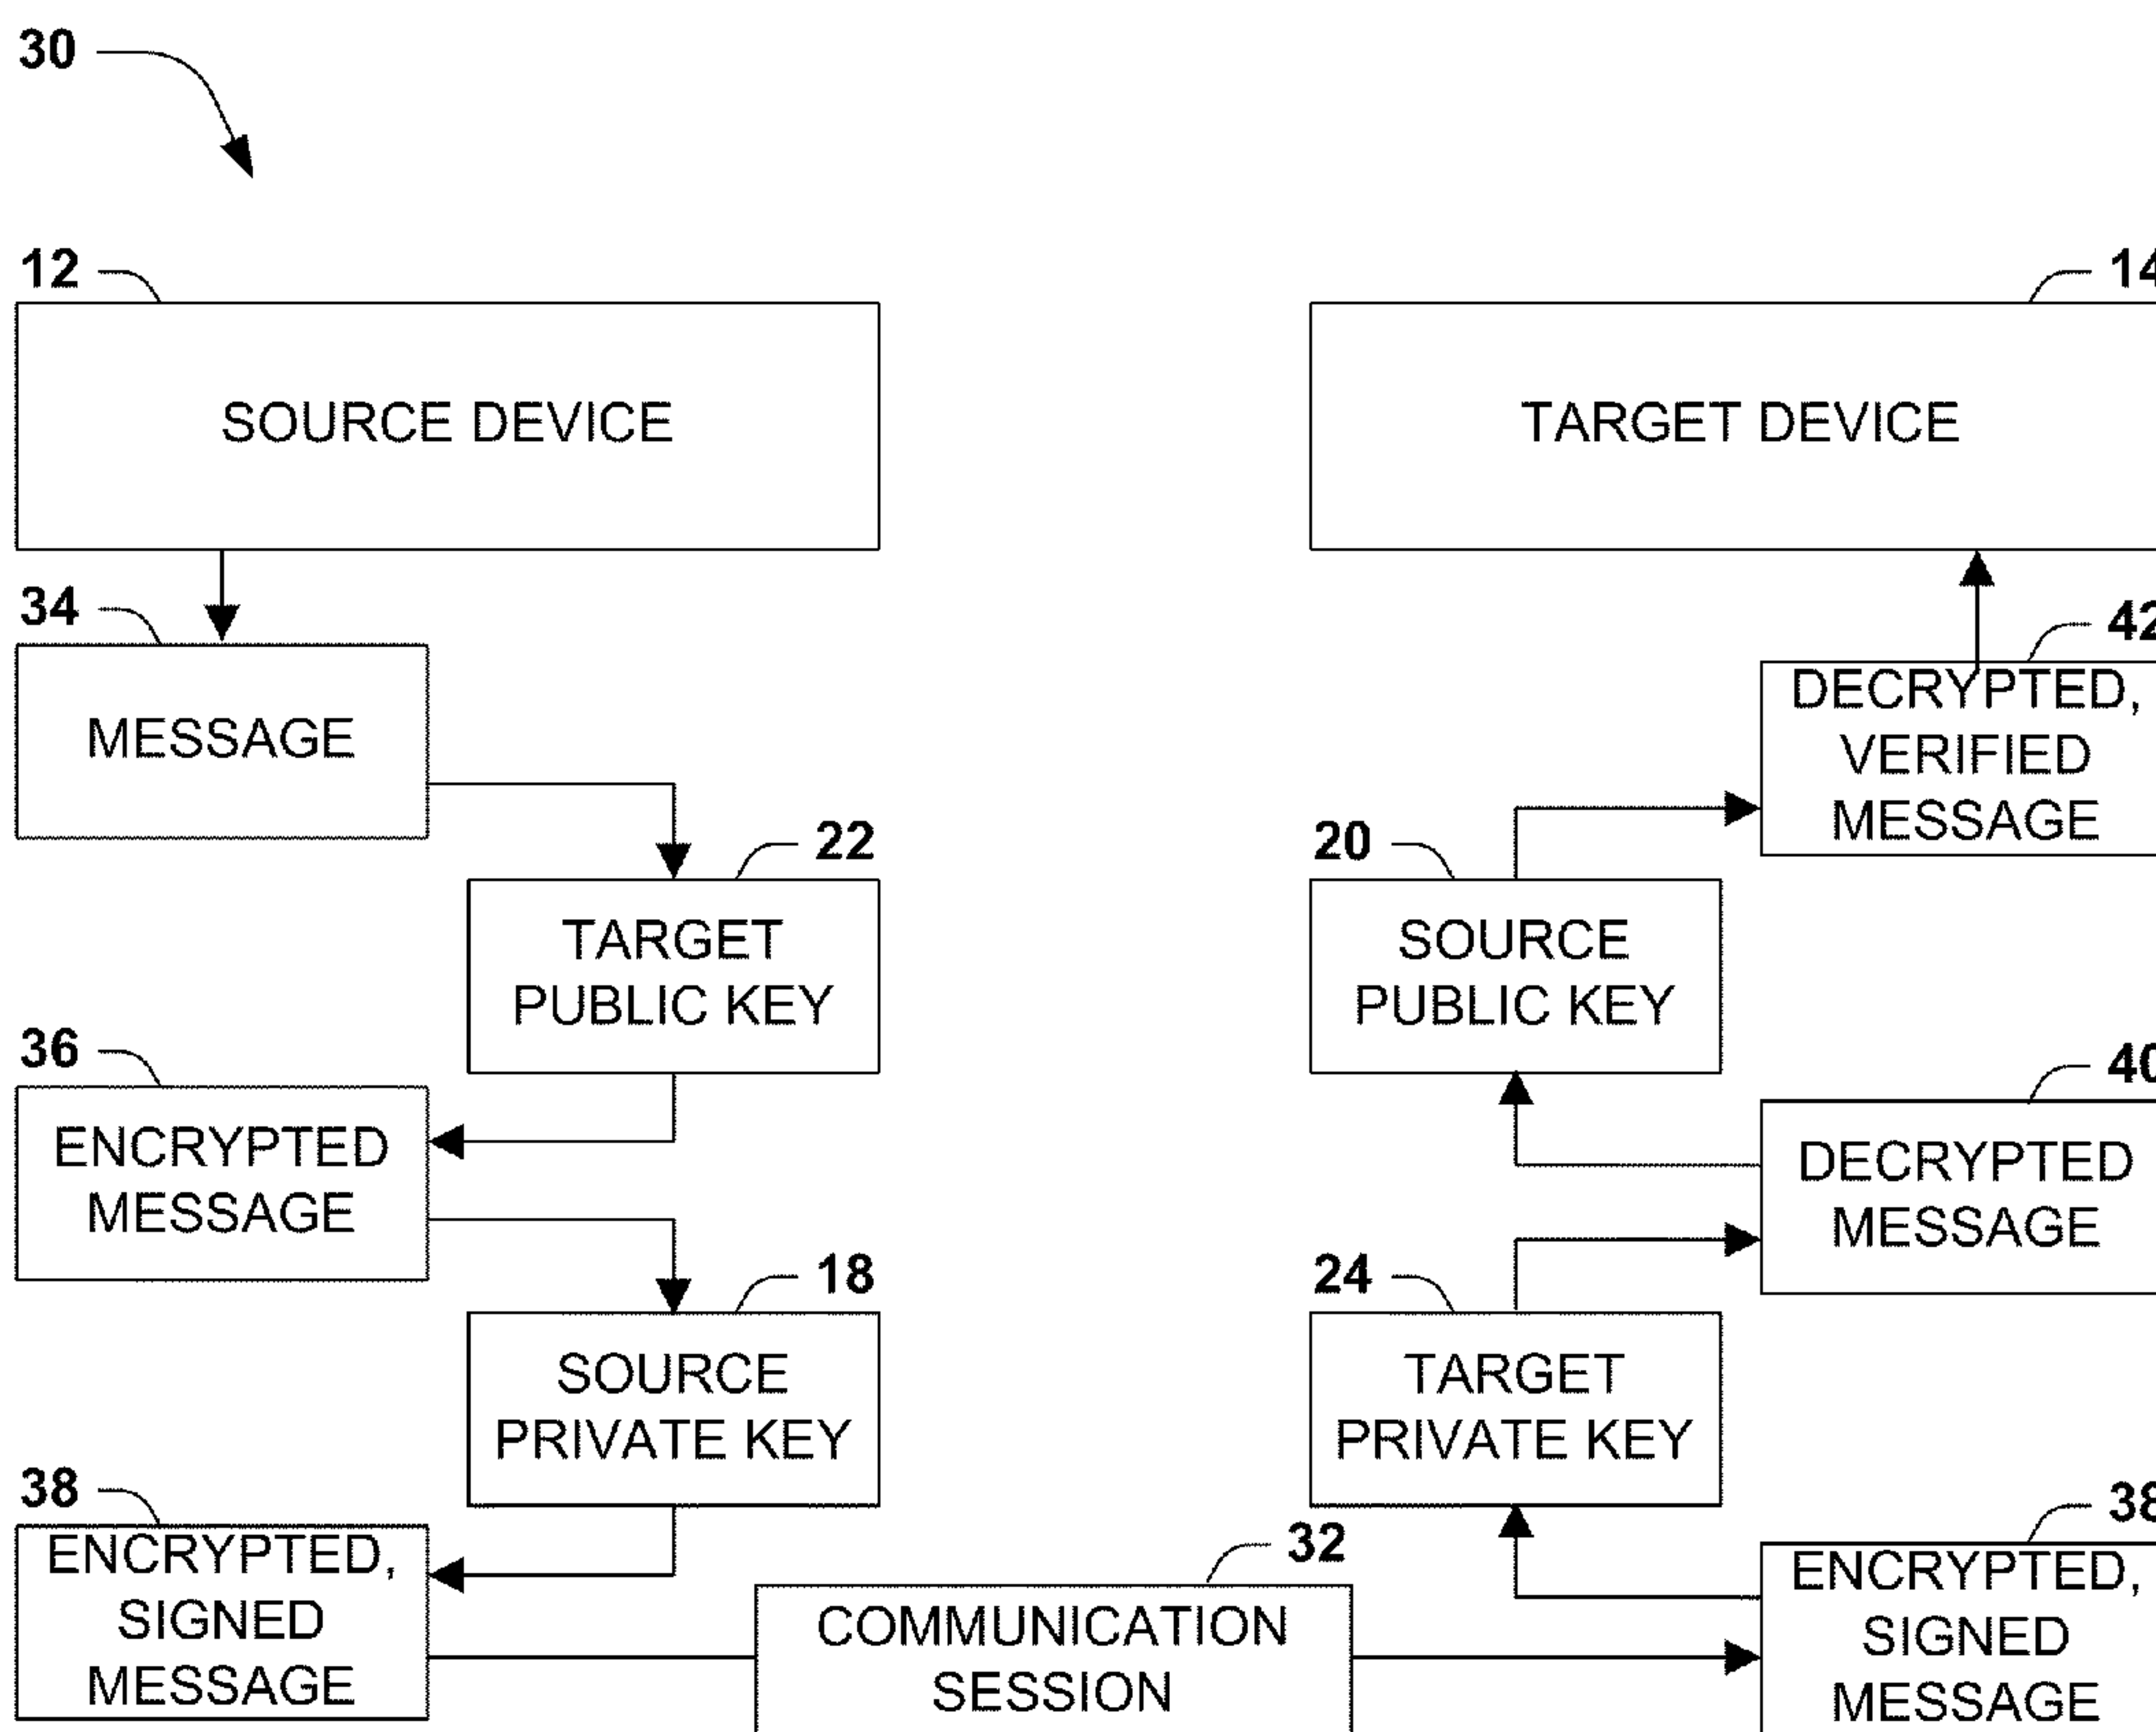 30
12
14
SOURCE DEVICE
TARGET DEVICE
34
42
MESSAGE
DECRYPTED,
VERIFIED
MESSAGE
22
20
TARGET
PUBLIC KEY
SOURCE
PUBLIC KEY
36
40
ENCRYPTED
MESSAGE
DECRYPTED
MESSAGE
18
24
SOURCE
PRIVATE KEY
TARGET
PRIVATE KEY
38
38
ENCRYPTED,
SIGNED
MESSAGE
32
COMMUNICATION
SESSION
ENCRYPTED,
SIGNED
MESSAGE